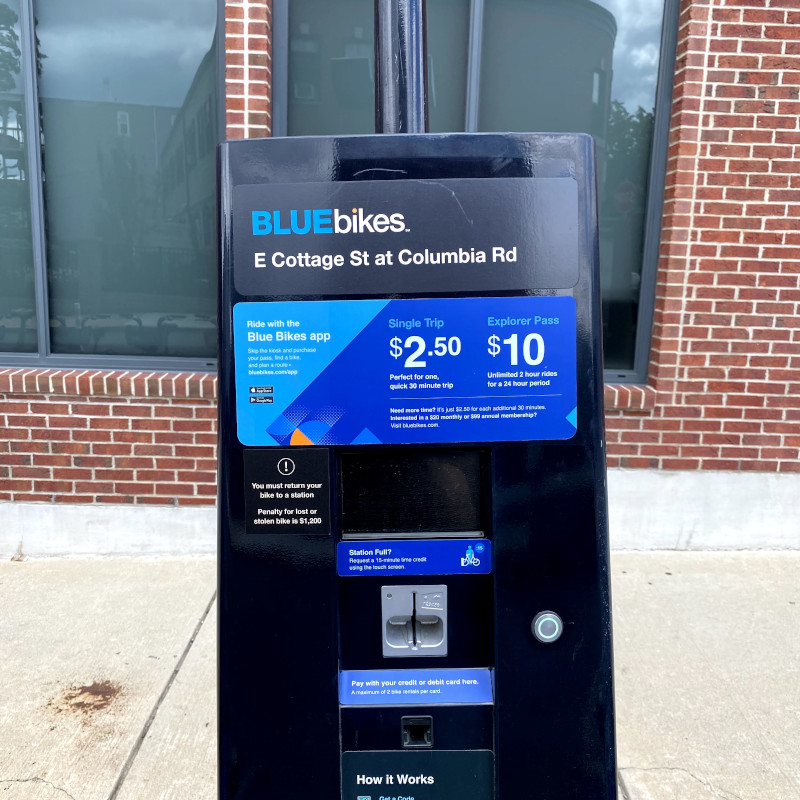 BLUEbikes
E Cottage St at Columbia Rd
Ride with the
Blue Bikes app
Skip the kiosk and purchase
your pass, find a bike,
and plan a route –
bluebikes.com/app
App Store
Google Play
Single Trip
$2.50
Perfect for one,
quick 30 minute trip
Explorer Pass
$10
Unlimited 2 hour rides
for a 24 hour period
Need more time? It's just $2.50 for each additional 30 minutes.
Interested in a $20 monthly or $99 annual membership?
Visit bluebikes.com.
You must return your
bike to a station
Penalty for lost or
stolen bike is $1,200
Station Full?
Request a 15-minute time credit
using the touch screen.
Pay with your credit or debit card here.
A maximum of 2 bike rentals per card.
How it Works
Get a Code